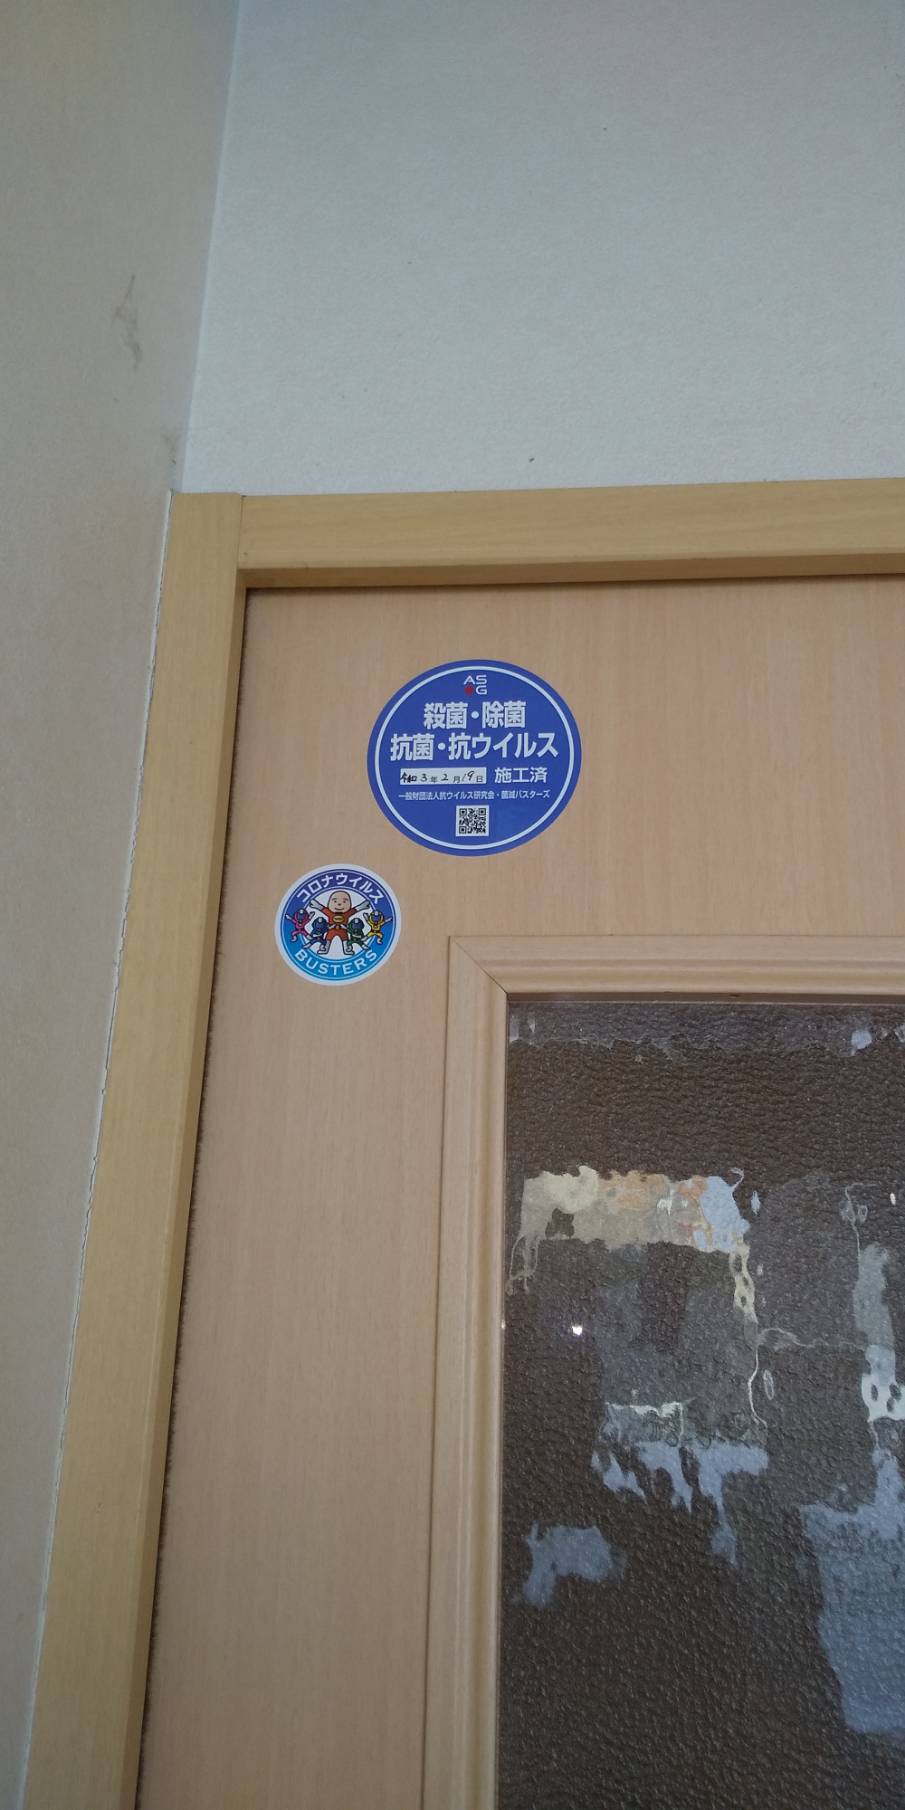 AS
G
殺菌・除菌
抗菌・抗ウイルス
令和3年2月19日 施工済
一般財団法人抗ウイルス研究会・菌滅バスターズ
コロナウイルス
BUSTERS